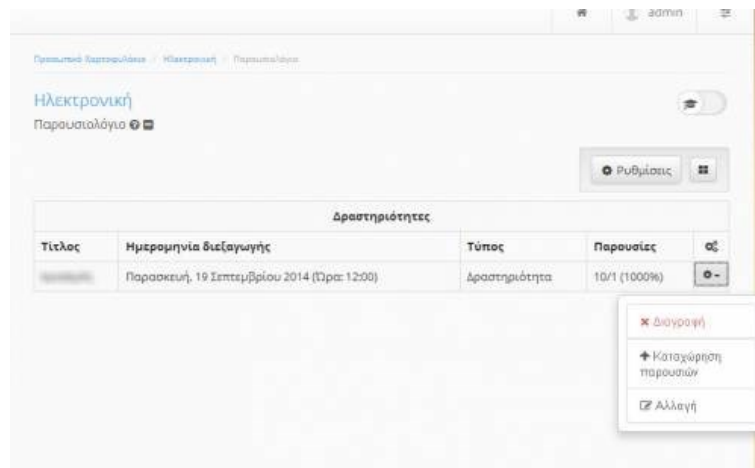 admin
Προσωπικό Χαρτοφυλάκιο / Ηλεκτρονική / Παρουσιολόγιο
Ηλεκτρονική
Παρουσιολόγιο
Ρυθμίσεις
Δραστηριότητες
Τίτλος Ημερομηνία διεξαγωγής Τύπος Παρουσίες
Παρασκευή, 19 Σεπτεμβρίου 2014 (Ώρα: 12:00) Δραστηριότητα 10/1 (1000%)
Διαγραφή
Καταχώρηση
παρουσιών
Αλλαγή